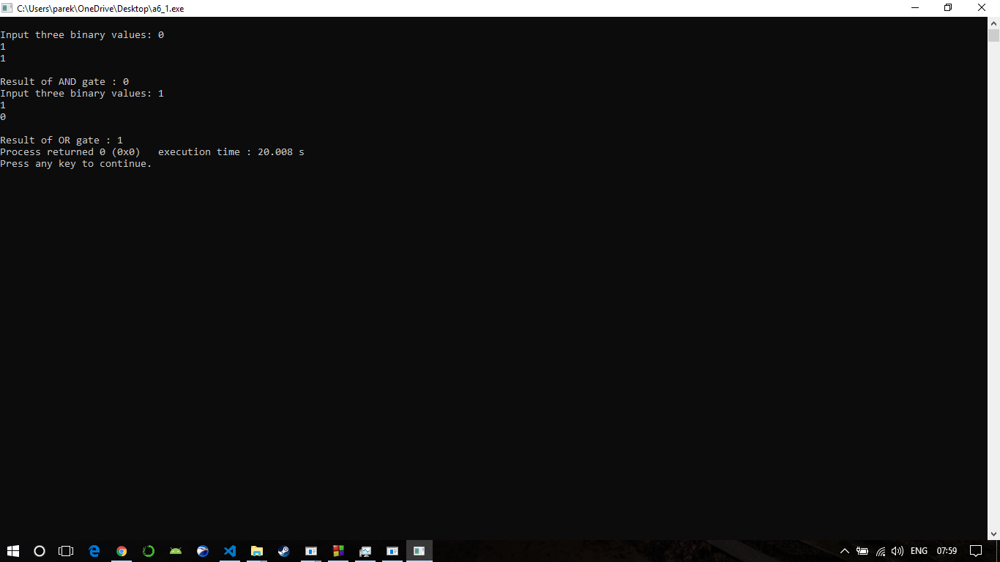 C:\Users\parek\OneDrive\Desktop\a6_1.exe
Input three binary values: 0
1
1
Result of AND gate : 0
Input three binary values: 1
1
0
Result of OR gate : 1
Process returned 0 (0x0)   execution time : 20.008 s
Press any key to continue.
ENG 07:59